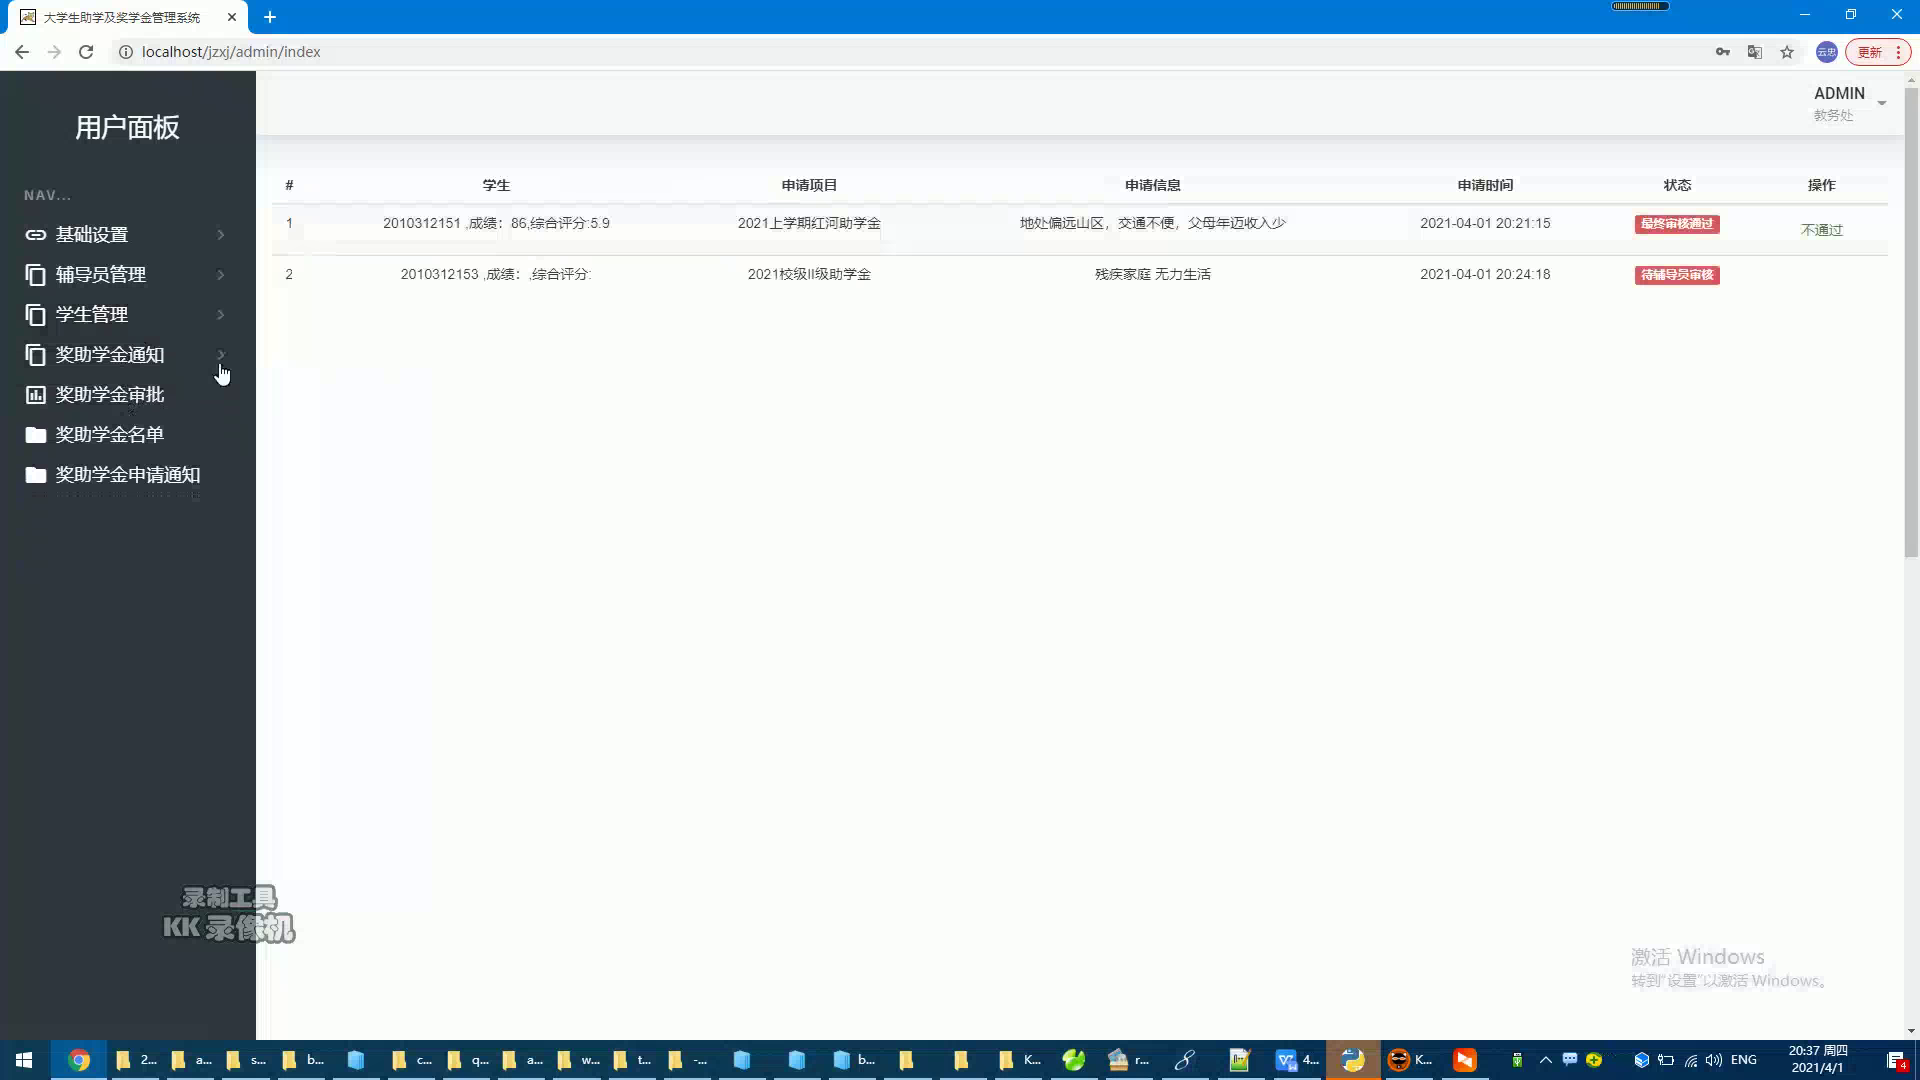 大学生助学及奖学金管理系统
localhost/jzxj/admin/index
云忠
更新
用户面板
ADMIN
教务处
NAV...
基础设置
辅导员管理
学生管理
奖助学金通知
奖助学金审批
奖助学金名单
奖助学金申请通知
# 学生 申请项目 申请信息 申请时间 状态 操作
1 2010312151 ,成绩：86,综合评分:5.9 2021上学期红河助学金 地处偏远山区，交通不便，父母年迈收入少 2021-04-01 20:21:15 最终审核通过 不通过
2 2010312153 ,成绩：,综合评分: 2021校级II级助学金 残疾家庭 无力生活 2021-04-01 20:24:18 待辅导员审核
录制工具
KK 录像机
激活 Windows
转到"设置"以激活 Windows。
2... a... s... b... c... q... a... w... t... -... b... K... r... 4... K... ENG
20:37 周四
2021/4/1
4